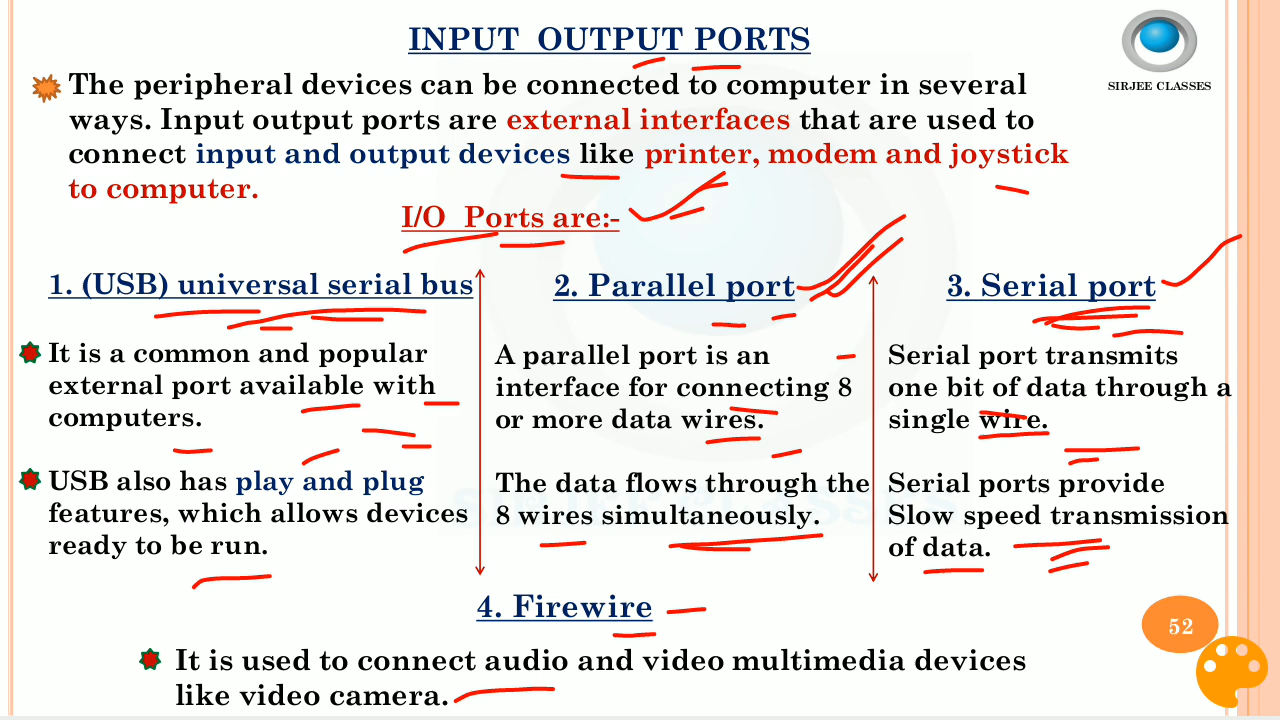 INPUT OUTPUT PORTS
SIRJEE CLASSES
The peripheral devices can be connected to computer in several
ways. Input output ports are external interfaces that are used to
connect input and output devices like printer, modem and joystick
to computer.
I/O Ports are:-
1. (USB) universal serial bus
It is a common and popular
external port available with
computers.
USB also has play and plug
features, which allows devices
ready to be run.
2. Parallel port
A parallel port is an
interface for connecting 8
or more data wires.
The data flows through the
8 wires simultaneously.
3. Serial port
Serial port transmits
one bit of data through a
single wire.
Serial ports provide
Slow speed transmission
of data.
4. Firewire
It is used to connect audio and video multimedia devices
like video camera.
52
SIRJEE CLASSES